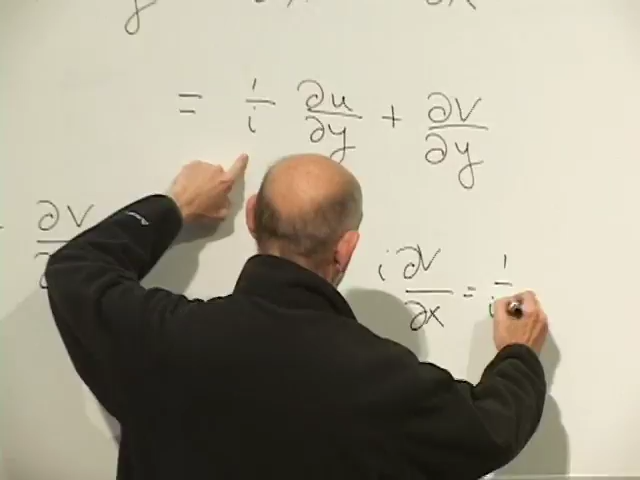 y ∂x ∂x
= 1/i ∂u/∂y + ∂v/∂y
∂v/∂
i ∂v/∂x = 1/i